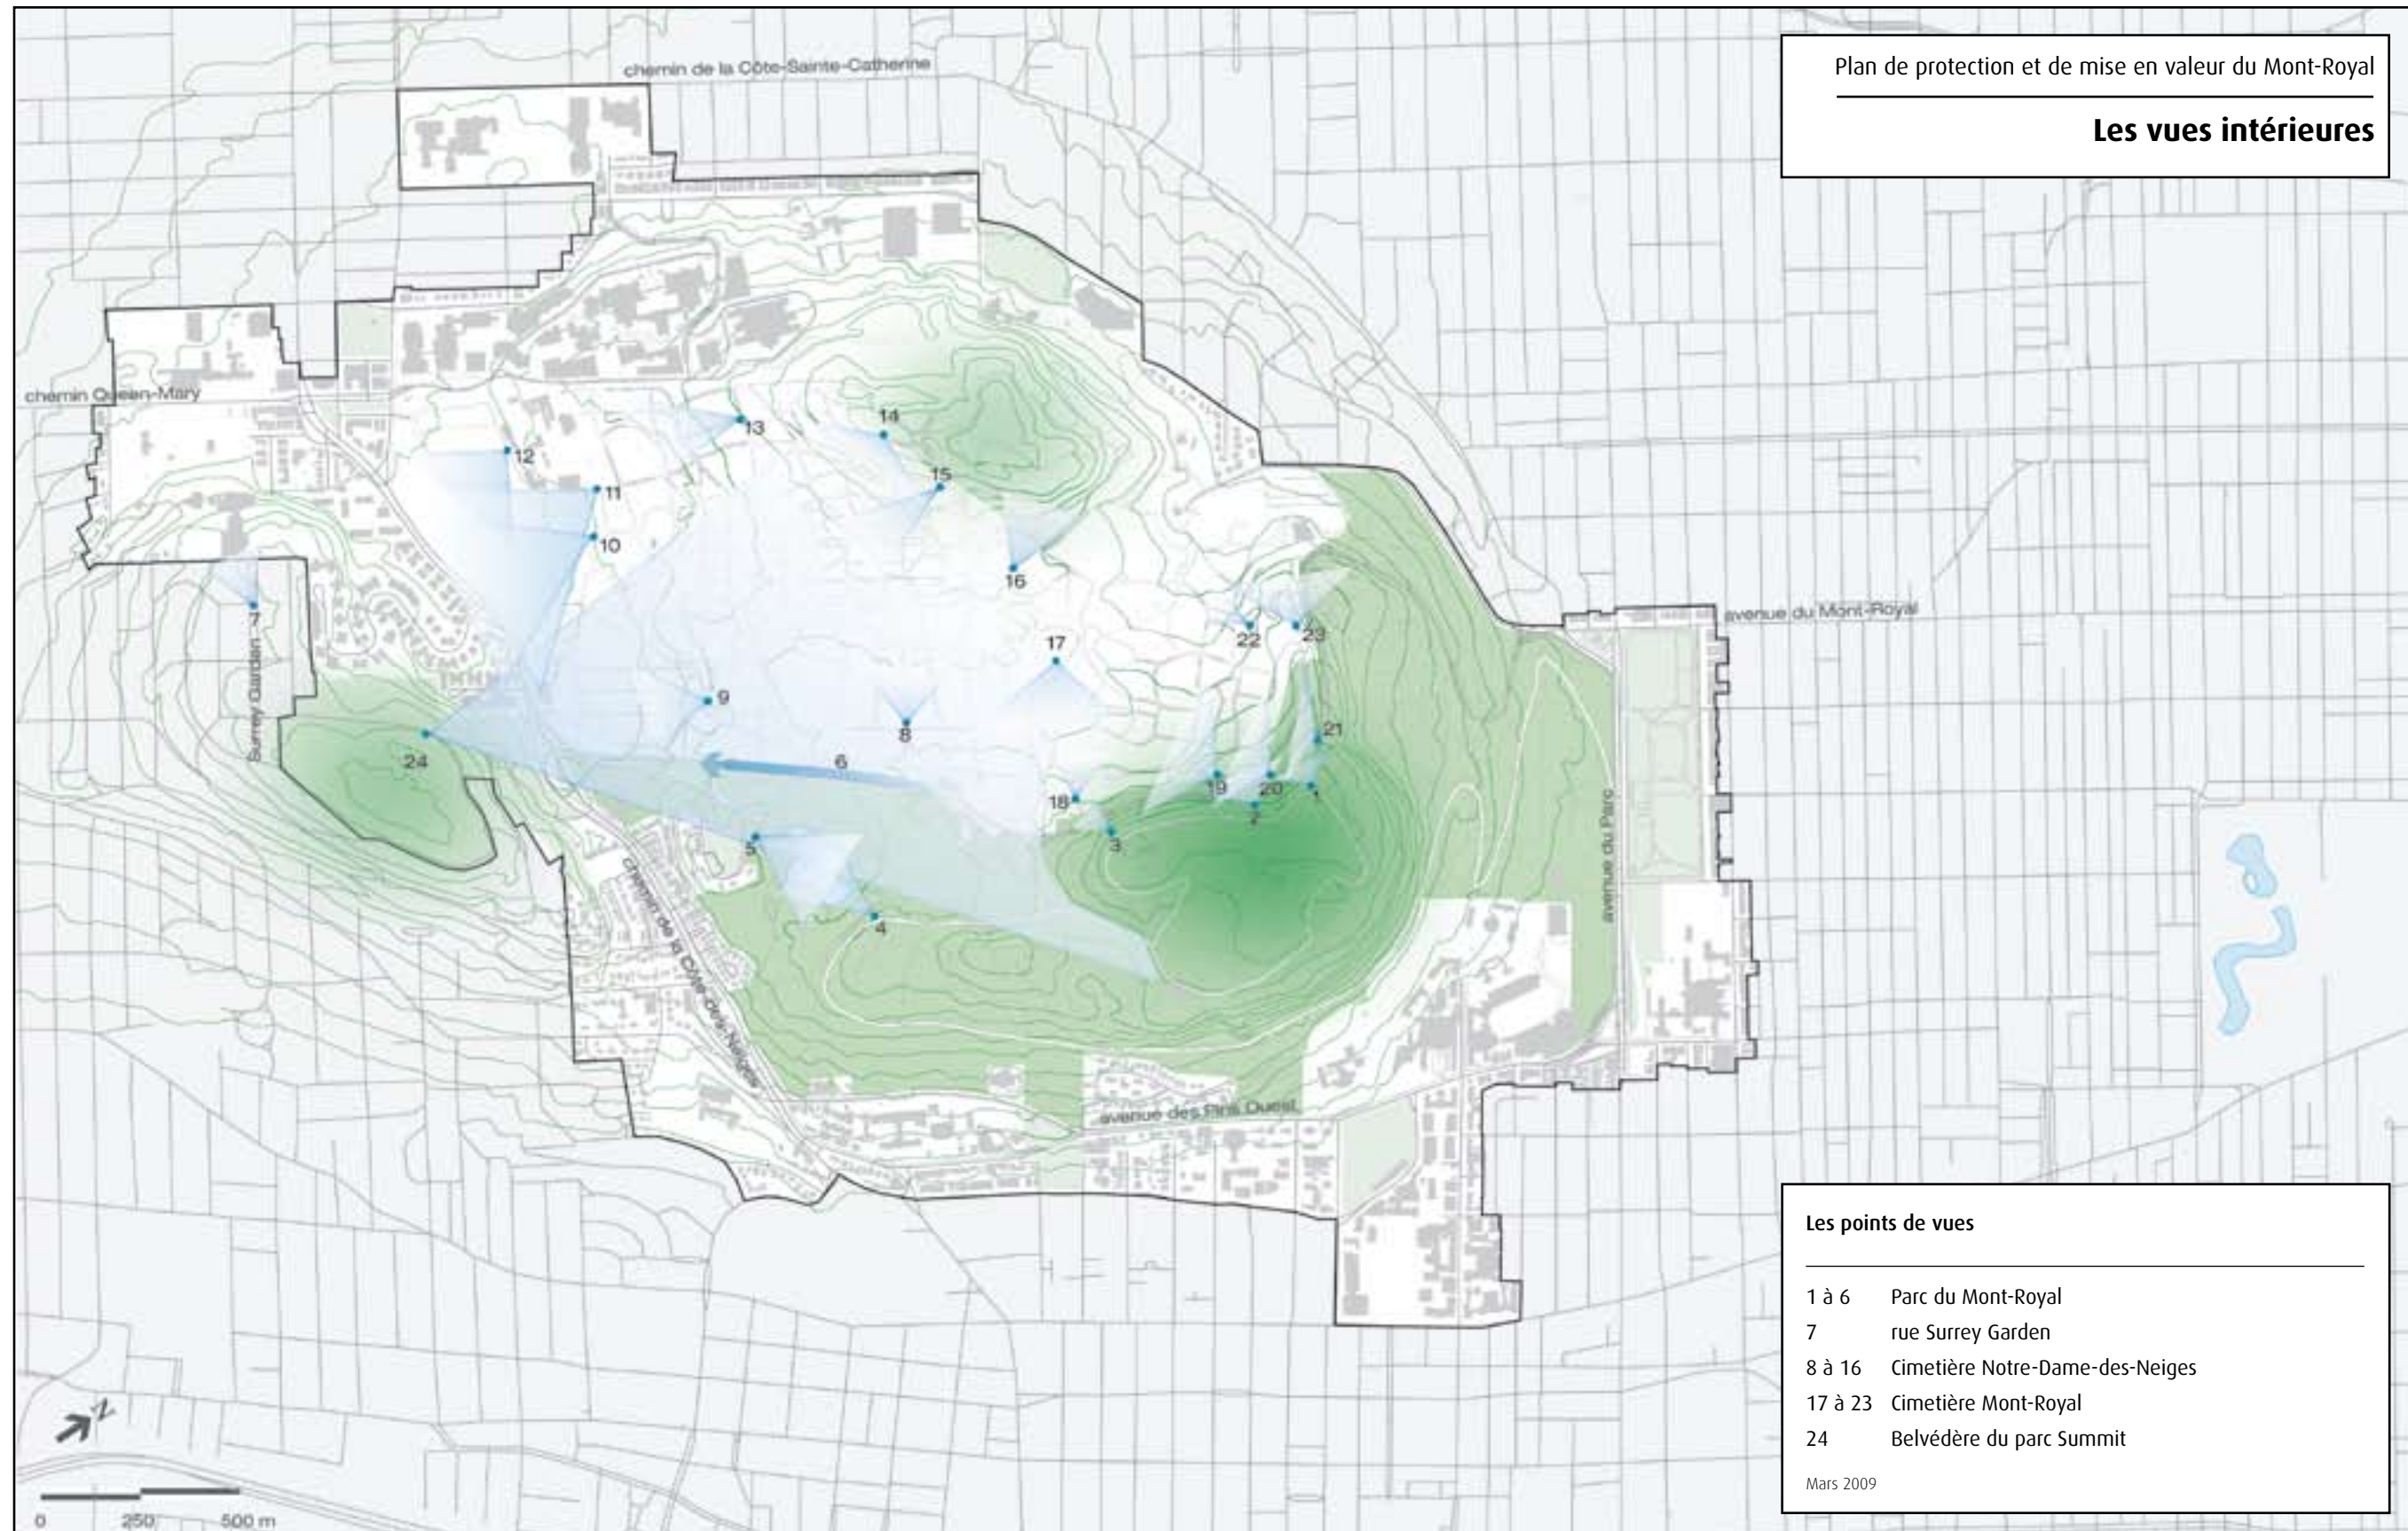 Plan de protection et de mise en valeur du Mont-Royal
Les vues intérieures
chemin de la Côte-Sainte-Catherine
chemin Queen-Mary
13
14
12
15
11
10
16
7
22
23
avenue du Mont-Royal
17
Surrey Garden
9
8
21
24
6
18
19
20
1
2
3
5
4
chemin de la Côte-des-Neiges
avenue du Parc
avenue des Pins Ouest
N
0 250 500 m
Les points de vues
1 à 6 Parc du Mont-Royal
7 rue Surrey Garden
8 à 16 Cimetière Notre-Dame-des-Neiges
17 à 23 Cimetière Mont-Royal
24 Belvédère du parc Summit
Mars 2009